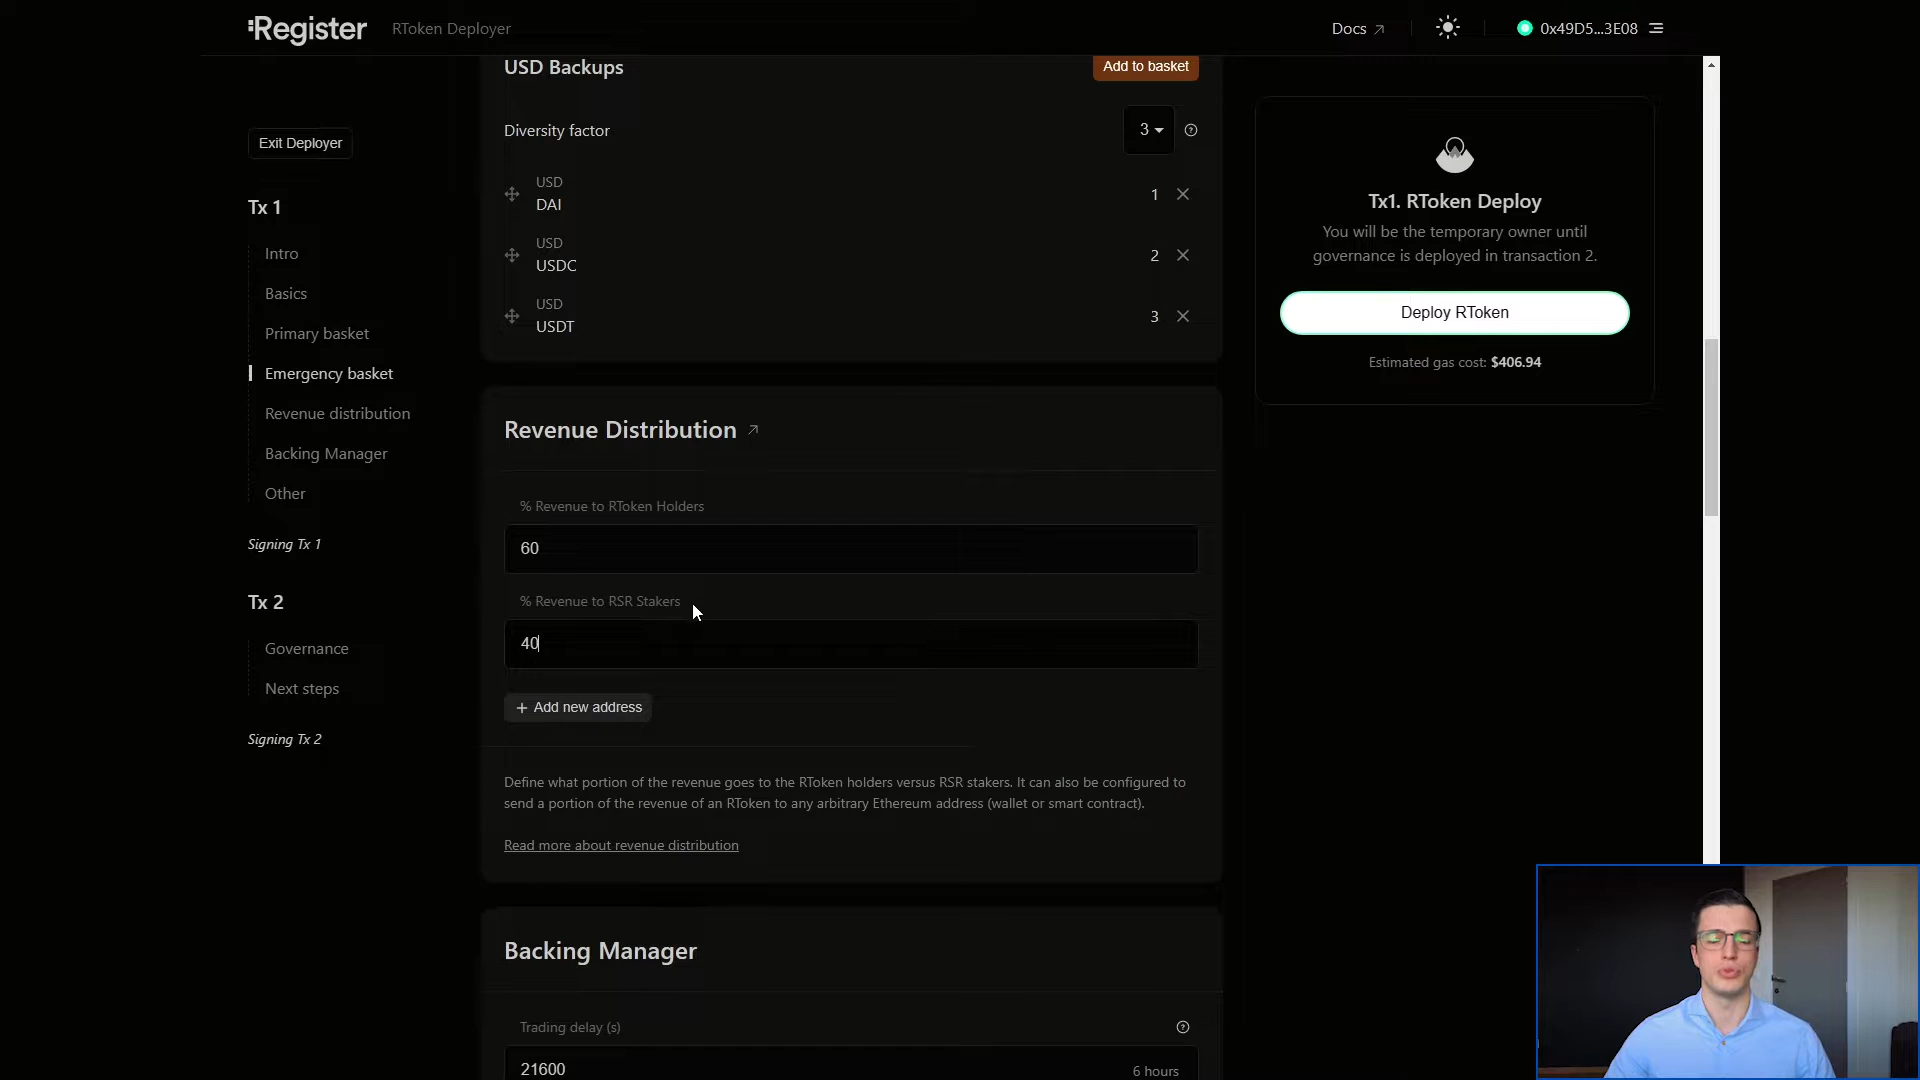 Register
RToken Deployer
Docs
0x49D5...3E08
Exit Deployer
Tx 1
Intro
Basics
Primary basket
Emergency basket
Revenue distribution
Backing Manager
Other
Signing Tx 1
Tx 2
Governance
Next steps
Signing Tx 2
USD Backups
Add to basket
Diversity factor
3
USD
DAI
1
USD
USDC
2
USD
USDT
3
Revenue Distribution
% Revenue to RToken Holders
60
% Revenue to RSR Stakers
40
+ Add new address
Define what portion of the revenue goes to the RToken holders versus RSR stakers. It can also be configured to
send a portion of the revenue of an RToken to any arbitrary Ethereum address (wallet or smart contract).
Read more about revenue distribution
Backing Manager
Trading delay (s)
21600
6 hours
Tx1. RToken Deploy
You will be the temporary owner until
governance is deployed in transaction 2.
Deploy RToken
Estimated gas cost: $406.94